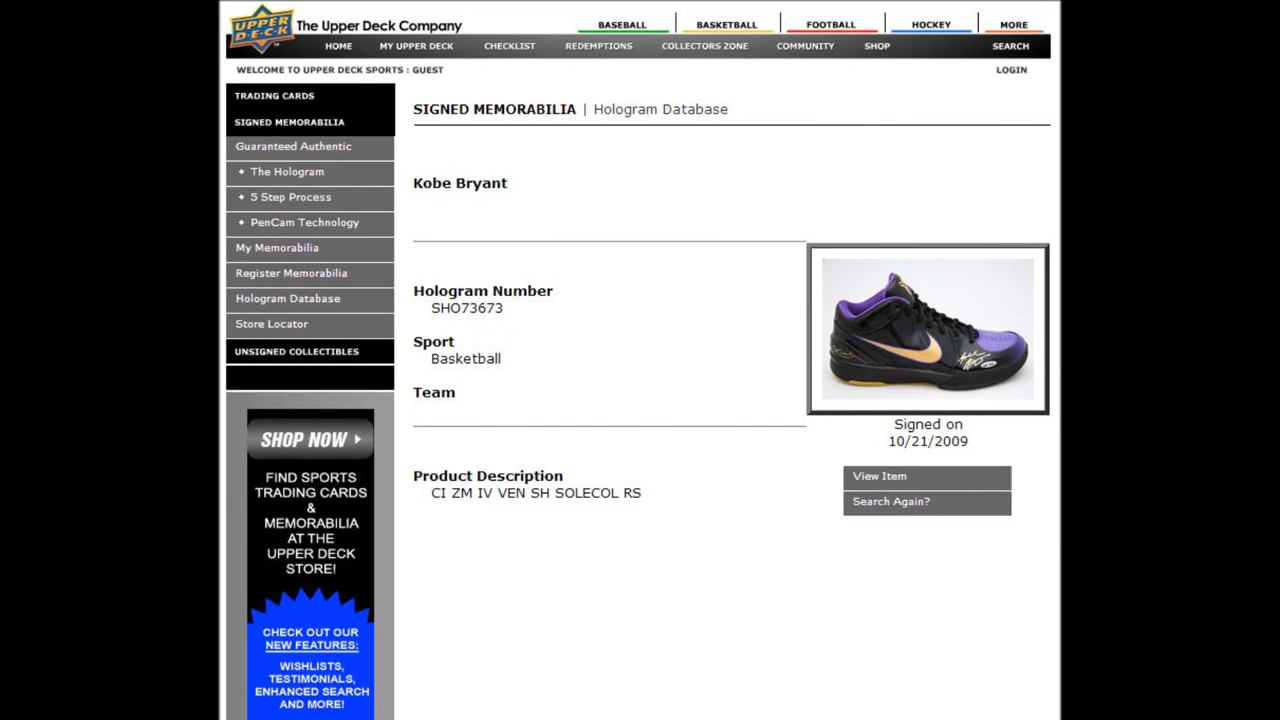 UPPER
D·E·C·K
The Upper Deck Company
BASEBALL
BASKETBALL
FOOTBALL
HOCKEY
MORE
HOME
MY UPPER DECK
CHECKLIST
REDEMPTIONS
COLLECTORS ZONE
COMMUNITY
SHOP
SEARCH
WELCOME TO UPPER DECK SPORTS : GUEST
LOGIN
TRADING CARDS
SIGNED MEMORABILIA
Guaranteed Authentic
The Hologram
5 Step Process
PenCam Technology
My Memorabilia
Register Memorabilia
Hologram Database
Store Locator
UNSIGNED COLLECTIBLES
SHOP NOW
FIND SPORTS
TRADING CARDS
&
MEMORABILIA
AT THE
UPPER DECK
STORE!
CHECK OUT OUR
NEW FEATURES:
WISHLISTS,
TESTIMONIALS,
ENHANCED SEARCH
AND MORE!
SIGNED MEMORABILIA | Hologram Database
Kobe Bryant
Hologram Number
SHO73673
Sport
Basketball
Team
Product Description
CI ZM IV VEN SH SOLECOL RS
Signed on
10/21/2009
View Item
Search Again?